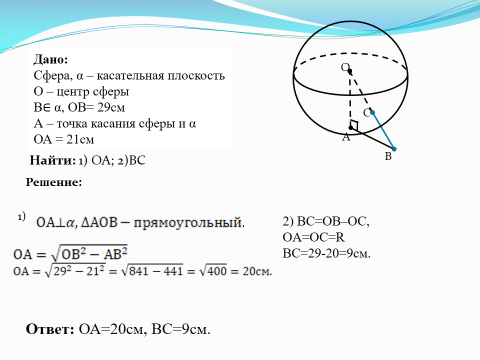 Дано:
Сфера, α – касательная плоскость
О – центр сферы
В∈ α, ОВ= 29см
А – точка касания сферы и α
ОА = 21см
Найти: 1) ОА; 2)ВС
Решение:
1) ОА⊥α, ΔАОВ – прямоугольный.
ОА = √(ОВ² – АВ²)
ОА = √(29² – 21²) = √(841 – 441) = √400 = 20см.
2) ВС=ОВ–ОС,
ОА=ОС=R
ВС=29-20=9см.
О
С
А
В
Ответ: ОА=20см, ВС=9см.